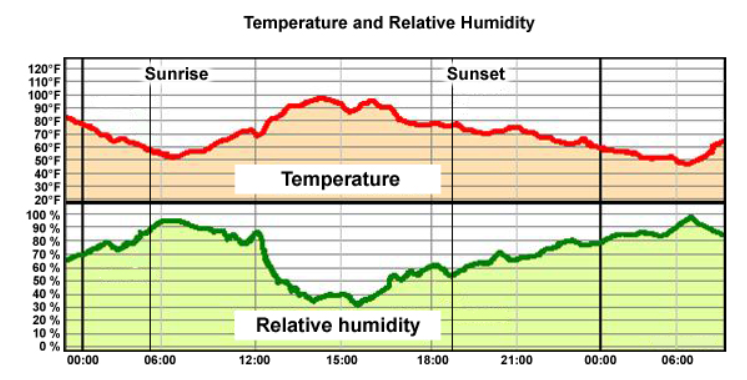 Temperature and Relative Humidity
Sunrise
Sunset
120°F
110°F
100°F
90°F
80°F
70°F
60°F
50°F
40°F
30°F
20°F
Temperature
100 %
90 %
80 %
70 %
60 %
50 %
40 %
30 %
20 %
10 %
0 %
Relative humidity
00:00 06:00 12:00 15:00 18:00 21:00 00:00 06:00